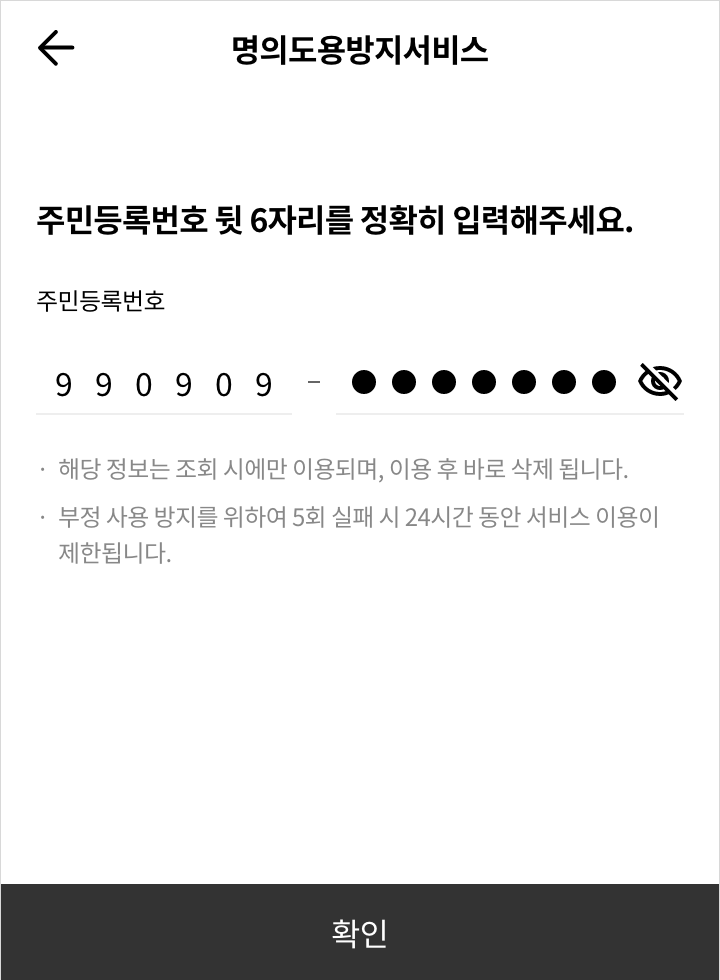 명의도용방지서비스
주민등록번호 뒷 6자리를 정확히 입력해주세요.
주민등록번호
990909 - ●●●●●●●
· 해당 정보는 조회 시에만 이용되며, 이용 후 바로 삭제 됩니다.
· 부정 사용 방지를 위하여 5회 실패 시 24시간 동안 서비스 이용이
제한됩니다.
확인